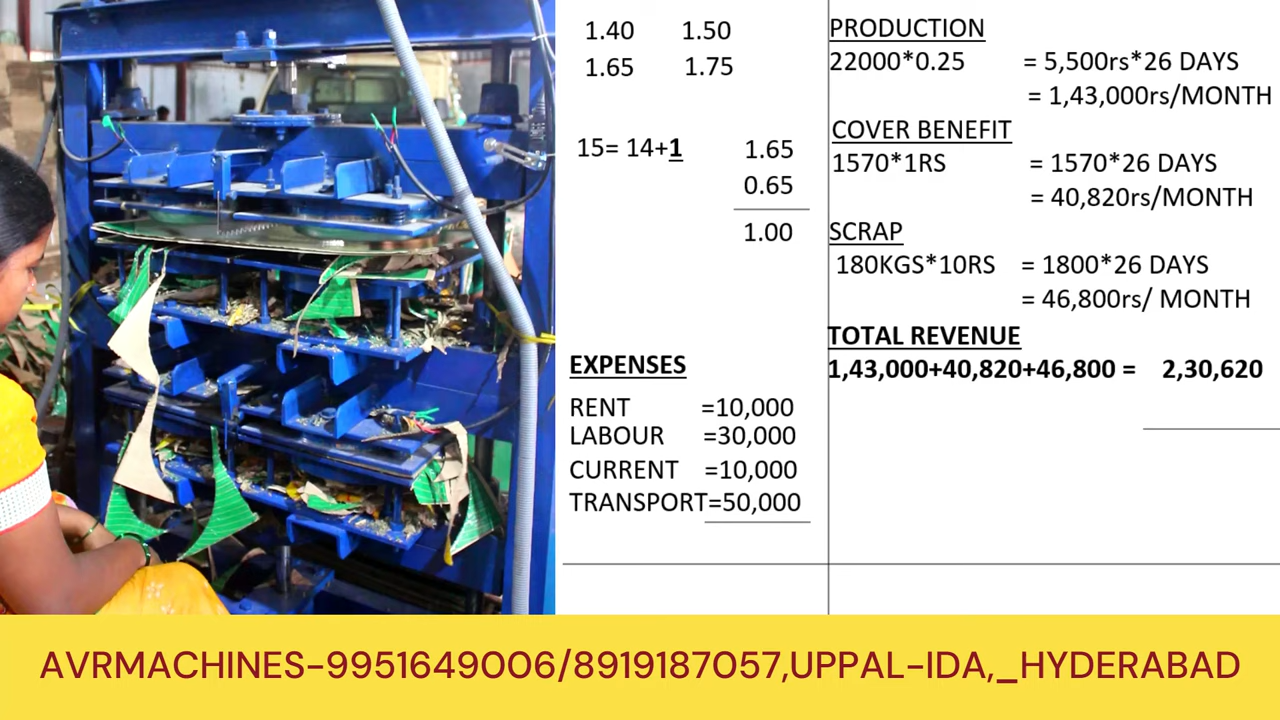 1.40 1.50
1.65 1.75
15= 14+1
1.65
0.65
1.00
EXPENSES
RENT =10,000
LABOUR =30,000
CURRENT =10,000
TRANSPORT=50,000
PRODUCTION
22000*0.25 = 5,500rs*26 DAYS
= 1,43,000rs/MONTH
COVER BENEFIT
1570*1RS = 1570*26 DAYS
= 40,820rs/MONTH
SCRAP
180KGS*10RS = 1800*26 DAYS
= 46,800rs/ MONTH
TOTAL REVENUE
1,43,000+40,820+46,800 = 2,30,620
AVRMACHINES-9951649006/8919187057,UPPAL-IDA,_HYDERABAD